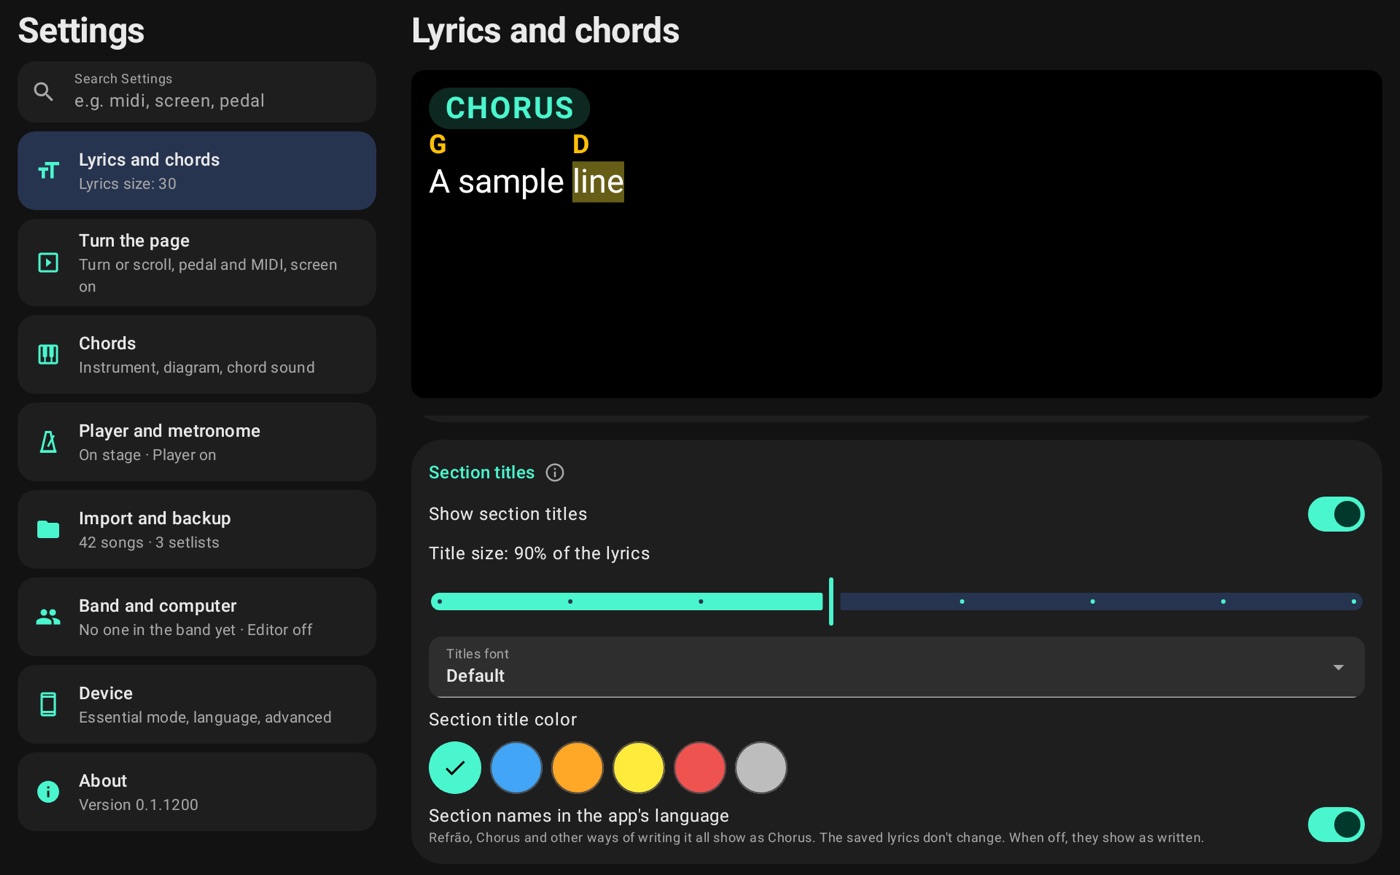 Settings
Search Settings
e.g. midi, screen, pedal
Lyrics and chords
Lyrics size: 30
Turn the page
Turn or scroll, pedal and MIDI, screen
on
Chords
Instrument, diagram, chord sound
Player and metronome
On stage · Player on
Import and backup
42 songs · 3 setlists
Band and computer
No one in the band yet · Editor off
Device
Essential mode, language, advanced
About
Version 0.1.1200
Lyrics and chords
CHORUS
G D
A sample line
Section titles
Show section titles
Title size: 90% of the lyrics
Titles font
Default
Section title color
Section names in the app's language
Refrão, Chorus and other ways of writing it all show as Chorus. The saved lyrics don't change. When off, they show as written.